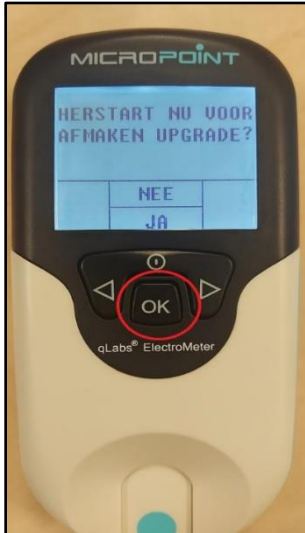 MICROPOINT
HERSTART NU VOOR
AFMAKEN UPGRADE?
NEE
JA
OK
qLabs® ElectroMeter